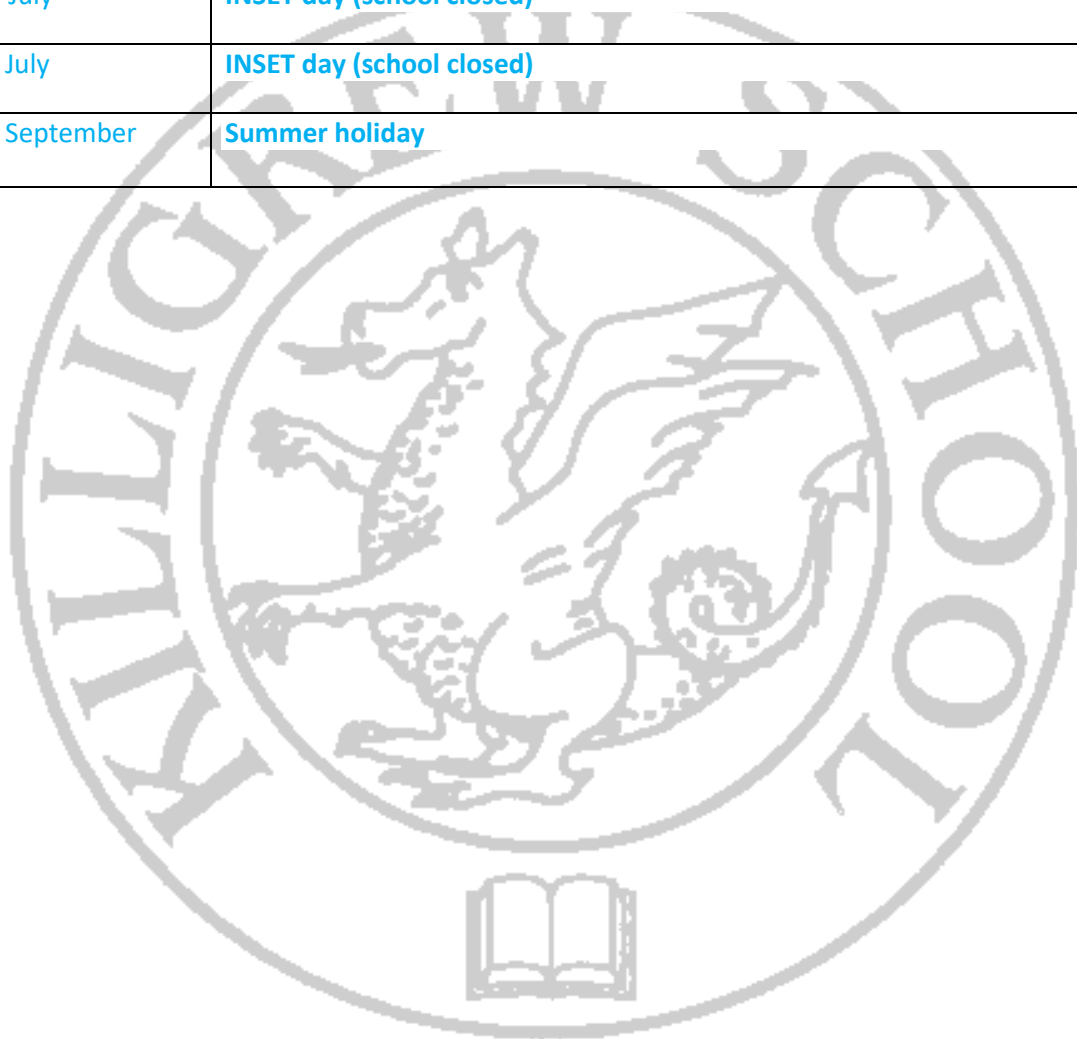 July INSET day (school closed)
July INSET day (school closed)
September Summer holiday
KILLIGREW SCHOOL